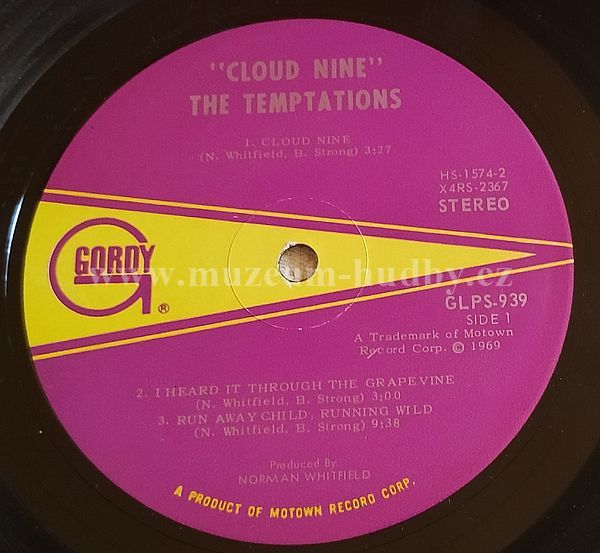 "CLOUD NINE"
THE TEMPTATIONS
1. CLOUD NINE
(N. Whitfield, B. Strong) 3:27
HS-1574-2
X4RS-2367
STEREO
GORDY
®
www.muzeum-hudby.cz
GLPS-939
SIDE 1
A Trademark of Motown
Record Corp. © 1969
2. I HEARD IT THROUGH THE GRAPEVINE
(N. Whitfield, B. Strong) 3:00
3. RUN AWAY CHILD, RUNNING WILD
(N. Whitfield, B. Strong) 9:38
Produced By
NORMAN WHITFIELD
A PRODUCT OF MOTOWN RECORD CORP.